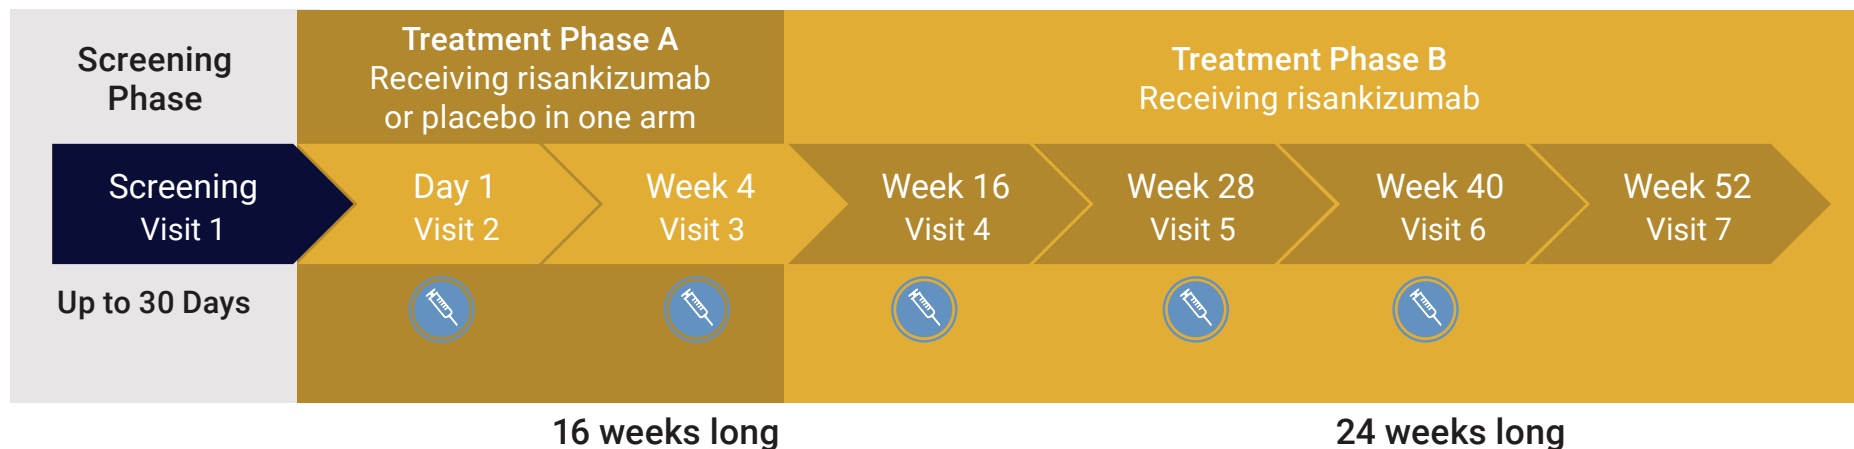 Screening
Phase
Treatment Phase A
Receiving risankizumab
or placebo in one arm
Treatment Phase B
Receiving risankizumab
Screening
Visit 1
Day 1
Visit 2
Week 4
Visit 3
Week 16
Visit 4
Week 28
Visit 5
Week 40
Visit 6
Week 52
Visit 7
Up to 30 Days
16 weeks long
24 weeks long